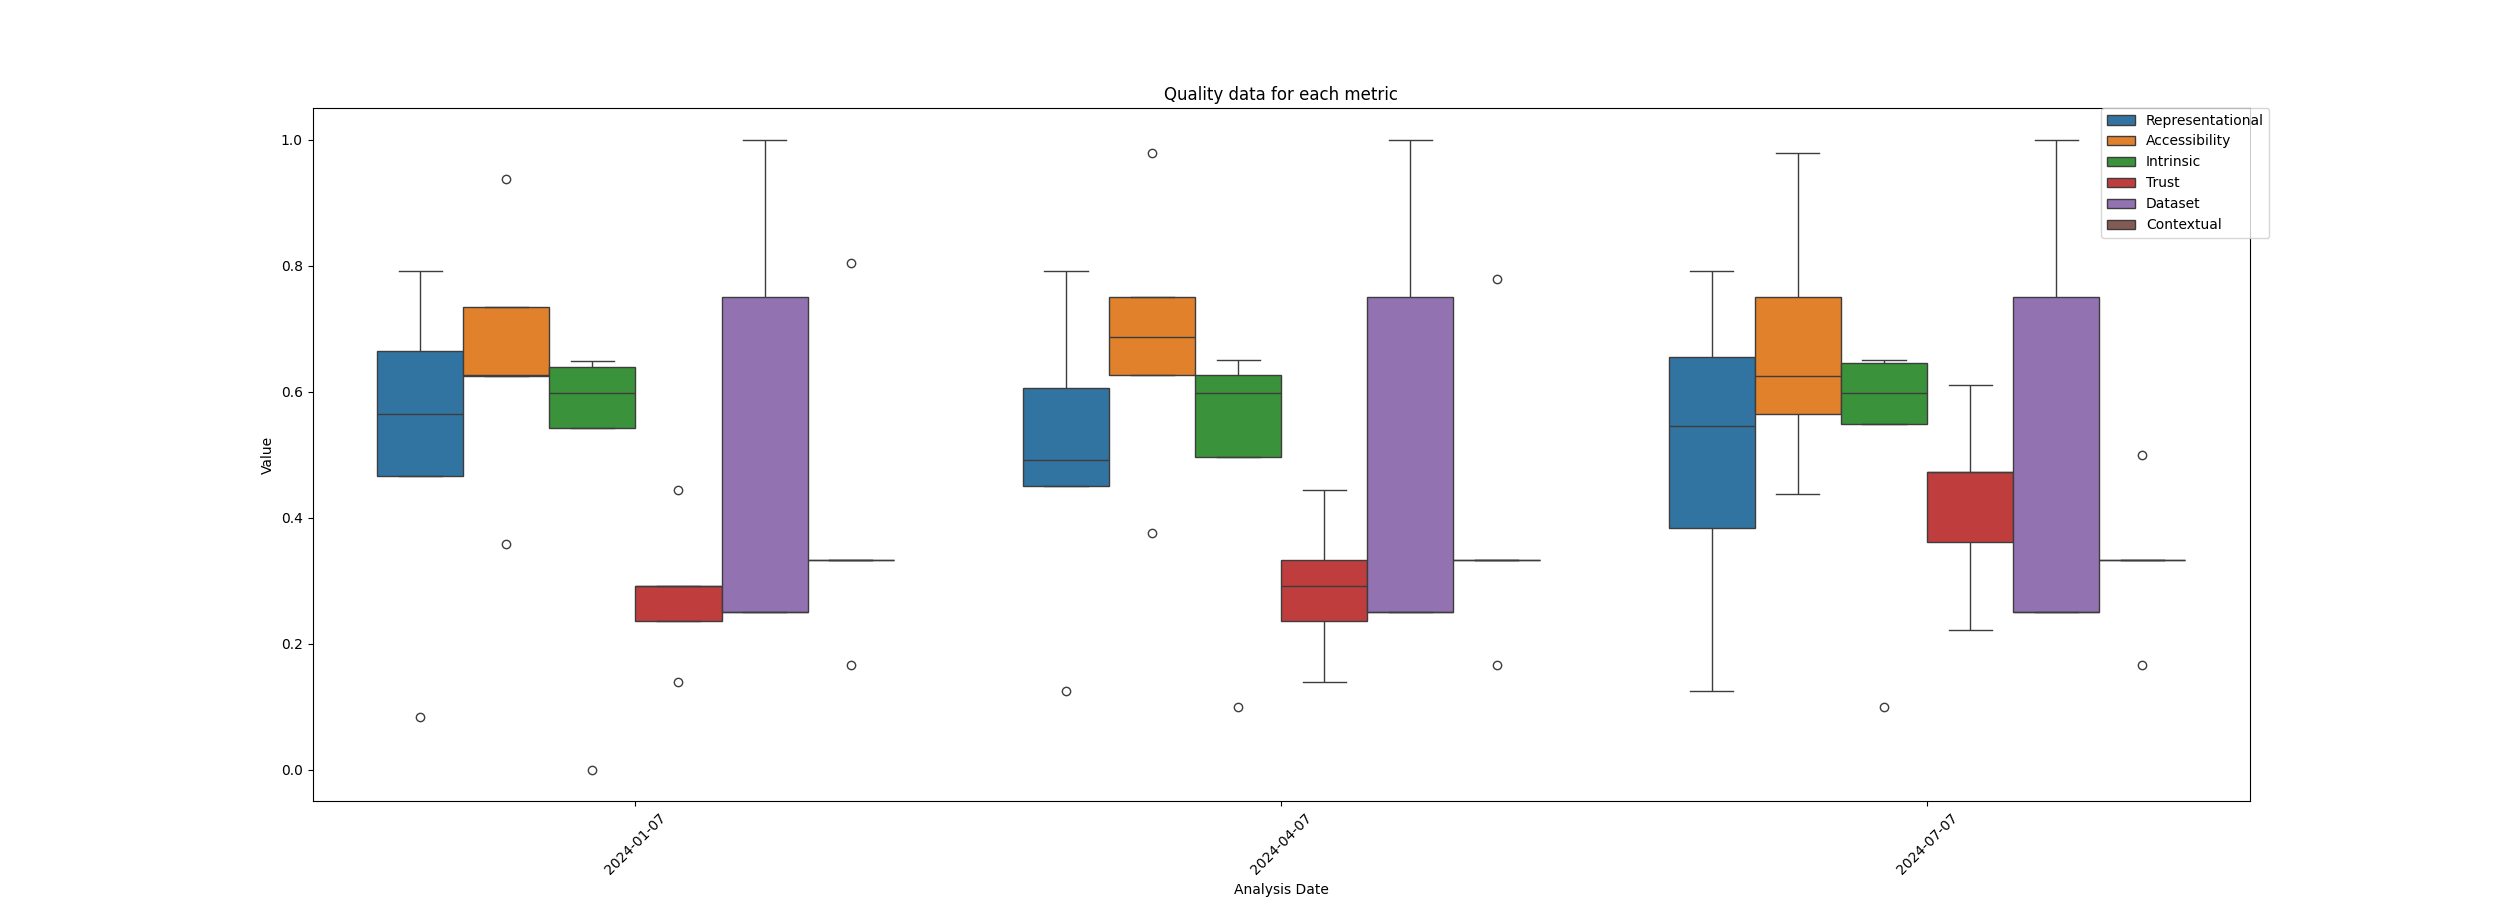 Quality data for each metric
Representational
Accessibility
Intrinsic
Trust
Dataset
Contextual
1.0
0.8
0.6
0.4
0.2
0.0
Value
2024-01-07
2024-04-07
2024-07-07
Analysis Date